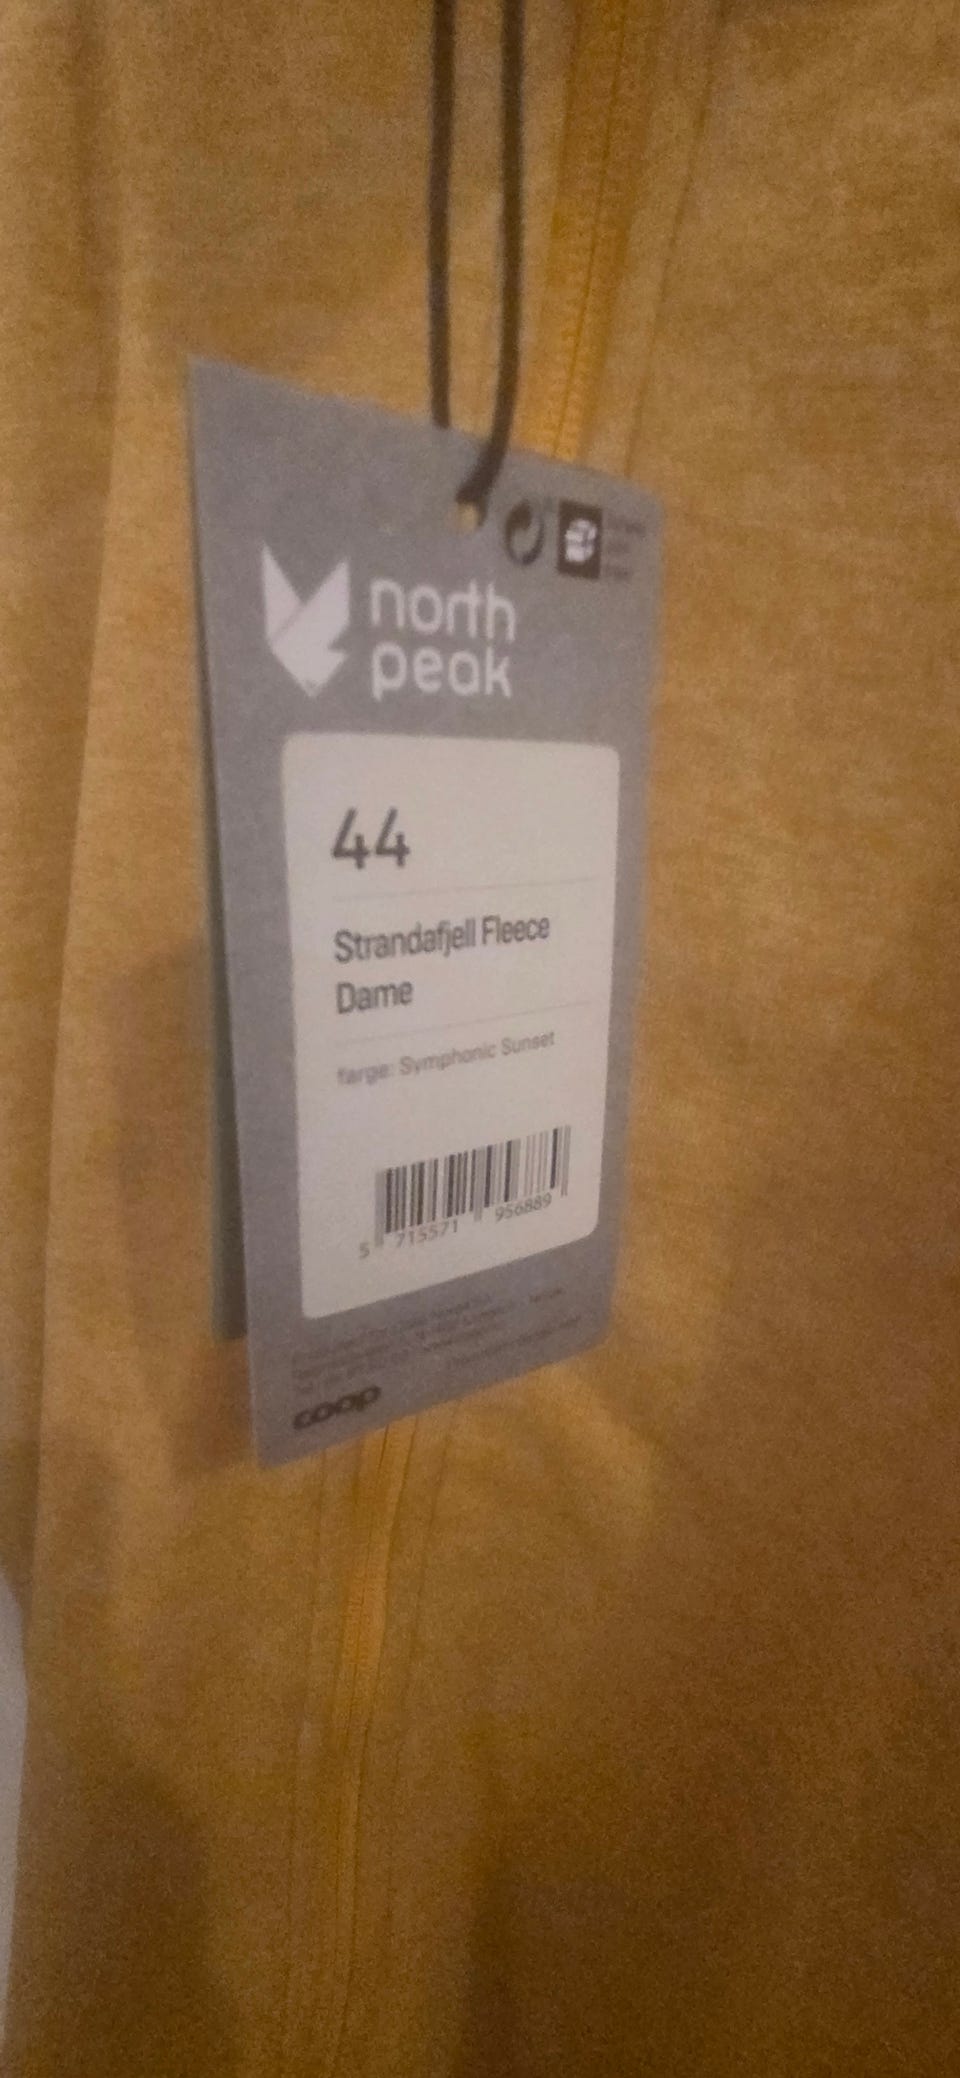 north
peak
44
Strandafjell Fleece
Dame
farge: Symphonic Sunset
5 715571 956889
coop